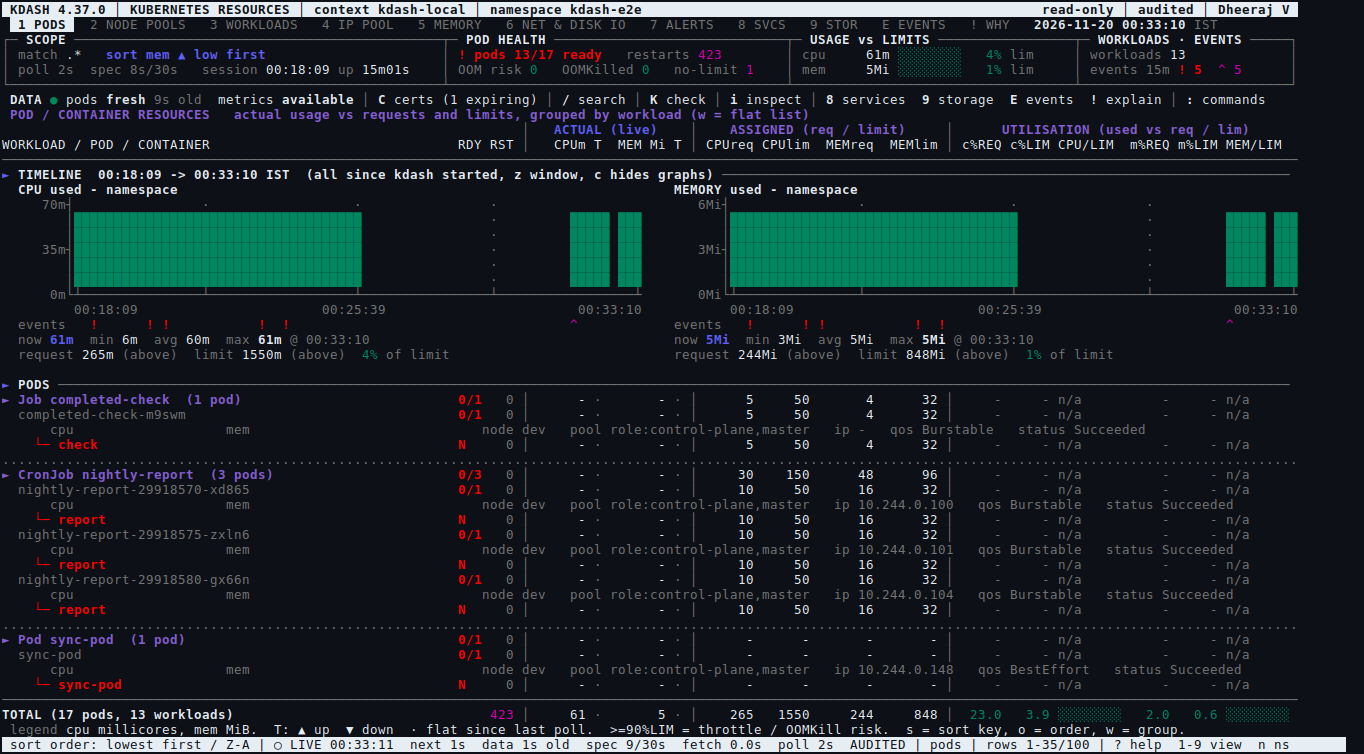 KDASH 4.37.0 │ KUBERNETES RESOURCES │ context kdash-local │ namespace kdash-e2e read-only │ audited │ Dheeraj V
1 PODS 2 NODE POOLS 3 WORKLOADS 4 IP POOL 5 MEMORY 6 NET & DISK IO 7 ALERTS 8 SVCS 9 STOR E EVENTS ! WHY 2026-11-20 00:33:10 IST
SCOPE POD HEALTH USAGE vs LIMITS WORKLOADS · EVENTS
match .* sort mem ▲ low first ! pods 13/17 ready restarts 423 cpu 61m 4% lim workloads 13
poll 2s spec 8s/30s session 00:18:09 up 15m01s OOM risk 0 OOMKilled 0 no-limit 1 mem 5Mi 1% lim events 15m ! 5 ^ 5
DATA ● pods fresh 9s old metrics available │ C certs (1 expiring) │ / search │ K check │ i inspect │ 8 services 9 storage E events ! explain │ : commands
POD / CONTAINER RESOURCES actual usage vs requests and limits, grouped by workload (w = flat list)
│ ACTUAL (live) │ ASSIGNED (req / limit) │ UTILISATION (used vs req / lim)
WORKLOAD / POD / CONTAINER RDY RST │ CPUm T MEM Mi T │ CPUreq CPUlim MEMreq MEMlim │ c%REQ c%LIM CPU/LIM m%REQ m%LIM MEM/LIM
► TIMELINE 00:18:09 -> 00:33:10 IST (all since kdash started, z window, c hides graphs)
CPU used - namespace MEMORY used - namespace
70m 6Mi
35m 3Mi
0m 0Mi
00:18:09 00:25:39 00:33:10 00:18:09 00:25:39 00:33:10
events ! ! ! ! ! ^ events ! ! ! ! ! ^
now 61m min 6m avg 60m max 61m @ 00:33:10 now 5Mi min 3Mi avg 5Mi max 5Mi @ 00:33:10
request 265m (above) limit 1550m (above) 4% of limit request 244Mi (above) limit 848Mi (above) 1% of limit
► PODS
► Job completed-check (1 pod) 0/1 0 │ - · - · │ 5 50 4 32 │ - - n/a - - n/a
completed-check-m9swm 0/1 0 │ - · - · │ 5 50 4 32 │ - - n/a - - n/a
cpu mem node dev pool role:control-plane,master ip - qos Burstable status Succeeded
└─ check N 0 │ - · - · │ 5 50 4 32 │ - - n/a - - n/a
► CronJob nightly-report (3 pods) 0/3 0 │ - · - · │ 30 150 48 96 │ - - n/a - - n/a
nightly-report-29918570-xd865 0/1 0 │ - · - · │ 10 50 16 32 │ - - n/a - - n/a
cpu mem node dev pool role:control-plane,master ip 10.244.0.100 qos Burstable status Succeeded
└─ report N 0 │ - · - · │ 10 50 16 32 │ - - n/a - - n/a
nightly-report-29918575-zxln6 0/1 0 │ - · - · │ 10 50 16 32 │ - - n/a - - n/a
cpu mem node dev pool role:control-plane,master ip 10.244.0.101 qos Burstable status Succeeded
└─ report N 0 │ - · - · │ 10 50 16 32 │ - - n/a - - n/a
nightly-report-29918580-gx66n 0/1 0 │ - · - · │ 10 50 16 32 │ - - n/a - - n/a
cpu mem node dev pool role:control-plane,master ip 10.244.0.104 qos Burstable status Succeeded
└─ report N 0 │ - · - · │ 10 50 16 32 │ - - n/a - - n/a
► Pod sync-pod (1 pod) 0/1 0 │ - · - · │ - - - - │ - - n/a - - n/a
sync-pod 0/1 0 │ - · - · │ - - - - │ - - n/a - - n/a
cpu mem node dev pool role:control-plane,master ip 10.244.0.148 qos BestEffort status Succeeded
└─ sync-pod N 0 │ - · - · │ - - - - │ - - n/a - - n/a
TOTAL (17 pods, 13 workloads) 423 │ 61 · 5 · │ 265 1550 244 848 │ 23.0 3.9 2.0 0.6
legend cpu millicores, mem MiB. T: ▲ up ▼ down · flat since last poll. >=90%LIM = throttle / OOMKill risk. s = sort key, o = order, w = group.
sort order: lowest first / Z-A │ ○ LIVE 00:33:11 next 1s data 1s old spec 9/30s fetch 0.0s poll 2s AUDITED │ pods │ rows 1-35/100 │ ? help 1-9 view n ns